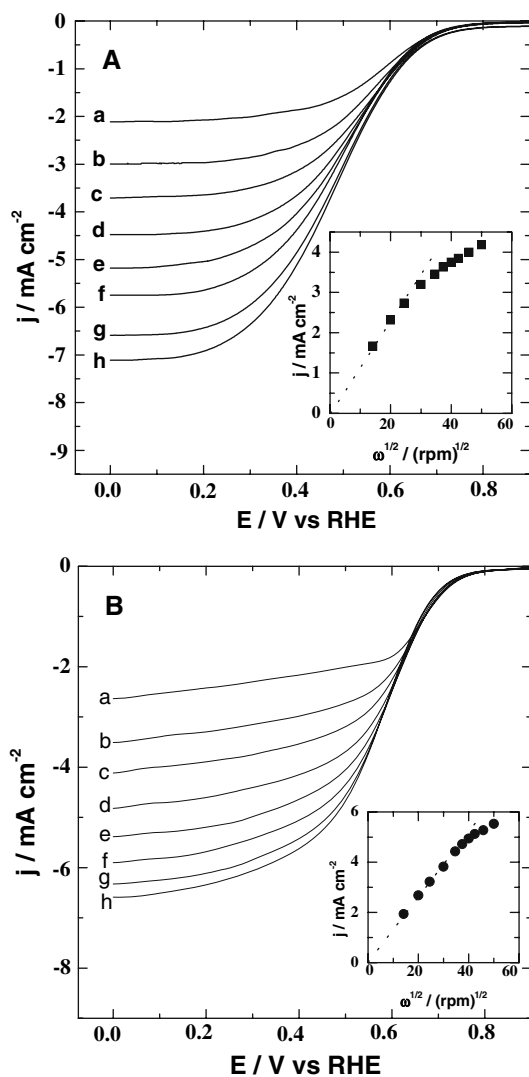 A
0
-1
-2
-3
-4
-5
-6
-7
-8
-9
a
b
c
d
e
f
g
h
j / mA cm-2
0.0 0.2 0.4 0.6 0.8
E / V vs RHE
4
3
2
1
0
j / mA cm-2
0 20 40 60
ω1/2 / (rpm)1/2
B
0
-2
-4
-6
-8
a
b
c
d
e
f
g
h
j / mA cm-2
0.0 0.2 0.4 0.6 0.8
E / V vs RHE
6
4
2
0
j / mA cm-2
0 20 40 60
ω1/2 / (rpm)1/2